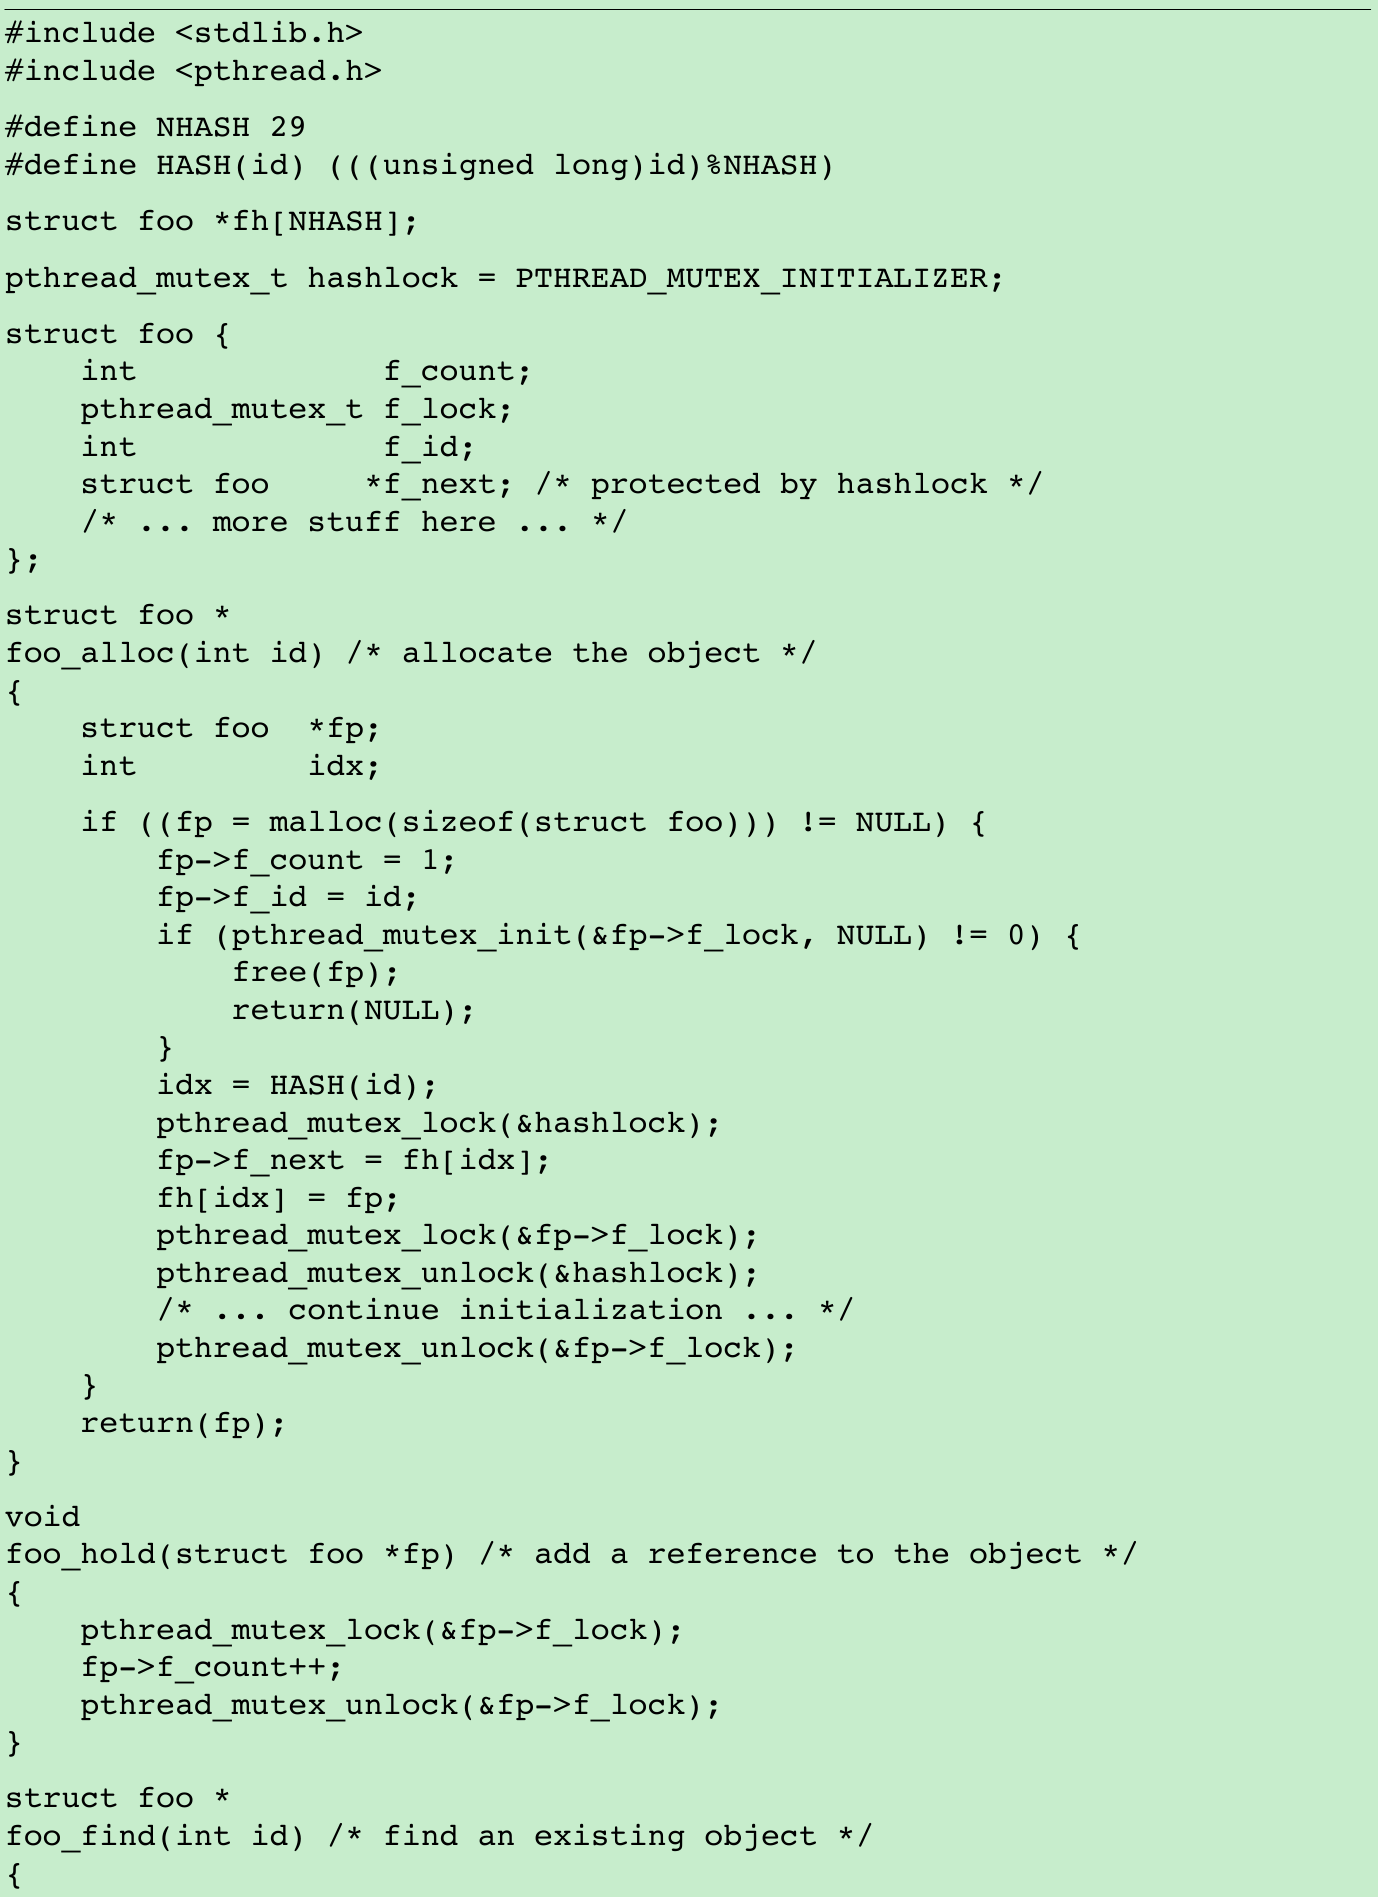 #include <stdlib.h>
#include <pthread.h>
#define NHASH 29
#define HASH(id) (((unsigned long)id)%NHASH)
struct foo *fh[NHASH];
pthread_mutex_t hashlock = PTHREAD_MUTEX_INITIALIZER;
struct foo {
    int             f_count;
    pthread_mutex_t f_lock;
    int             f_id;
    struct foo     *f_next; /* protected by hashlock */
    /* ... more stuff here ... */
};
struct foo *
foo_alloc(int id) /* allocate the object */
{
    struct foo  *fp;
    int         idx;
    if ((fp = malloc(sizeof(struct foo))) != NULL) {
        fp->f_count = 1;
        fp->f_id = id;
        if (pthread_mutex_init(&fp->f_lock, NULL) != 0) {
            free(fp);
            return(NULL);
        }
        idx = HASH(id);
        pthread_mutex_lock(&hashlock);
        fp->f_next = fh[idx];
        fh[idx] = fp;
        pthread_mutex_lock(&fp->f_lock);
        pthread_mutex_unlock(&hashlock);
        /* ... continue initialization ... */
        pthread_mutex_unlock(&fp->f_lock);
    }
    return(fp);
}
void
foo_hold(struct foo *fp) /* add a reference to the object */
{
    pthread_mutex_lock(&fp->f_lock);
    fp->f_count++;
    pthread_mutex_unlock(&fp->f_lock);
}
struct foo *
foo_find(int id) /* find an existing object */
{